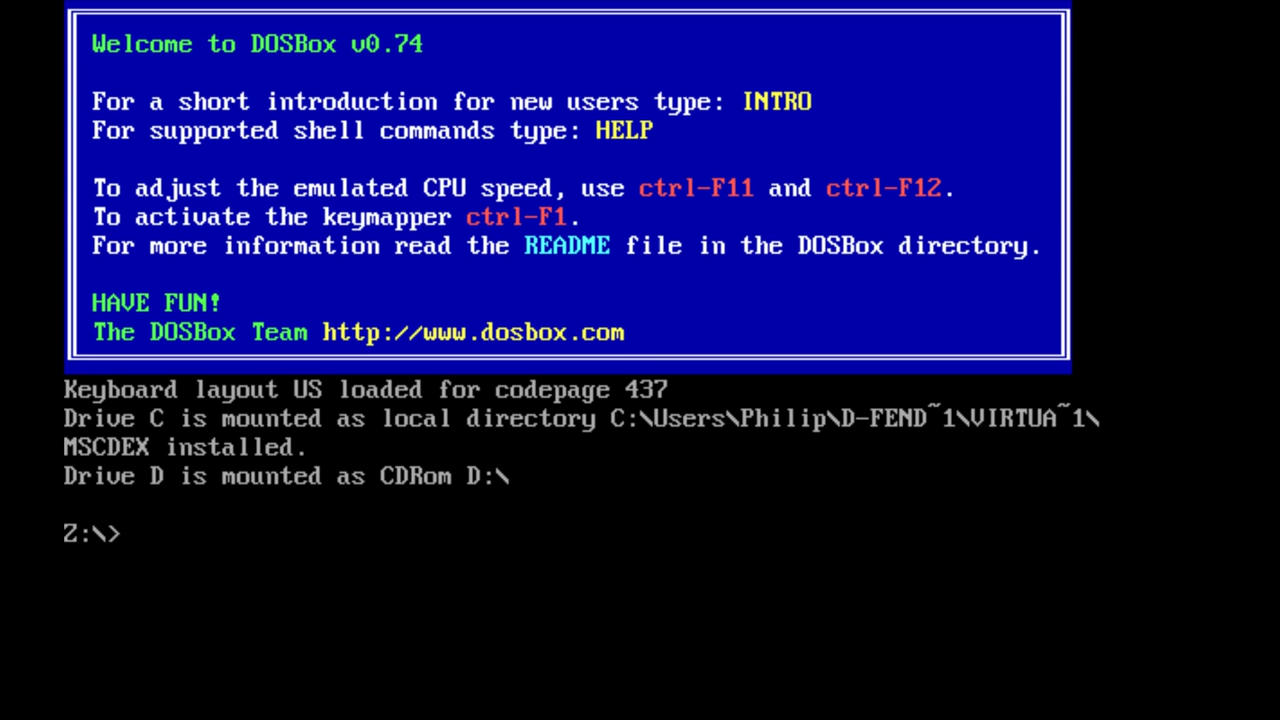 Welcome to DOSBox v0.74
For a short introduction for new users type: INTRO
For supported shell commands type: HELP
To adjust the emulated CPU speed, use ctrl-F11 and ctrl-F12.
To activate the keymapper ctrl-F1.
For more information read the README file in the DOSBox directory.
HAVE FUN!
The DOSBox Team http://www.dosbox.com
Keyboard layout US loaded for codepage 437
Drive C is mounted as local directory C:\Users\Philip\D-FEND~1\VIRTUA~1\
MSCDEX installed.
Drive D is mounted as CDRom D:\
Z:\>